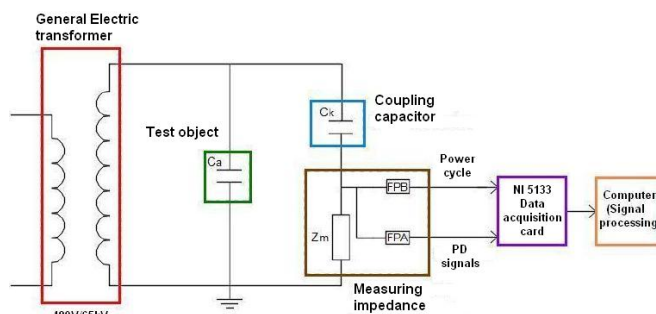 General Electric
transformer
Test object
Ca
Ck
Coupling
capacitor
Zm
FPB
FPA
Power
cycle
PD
signals
Measuring
impedance
NI 5133
Data
acquisition
card
Computer
(Signal
processing